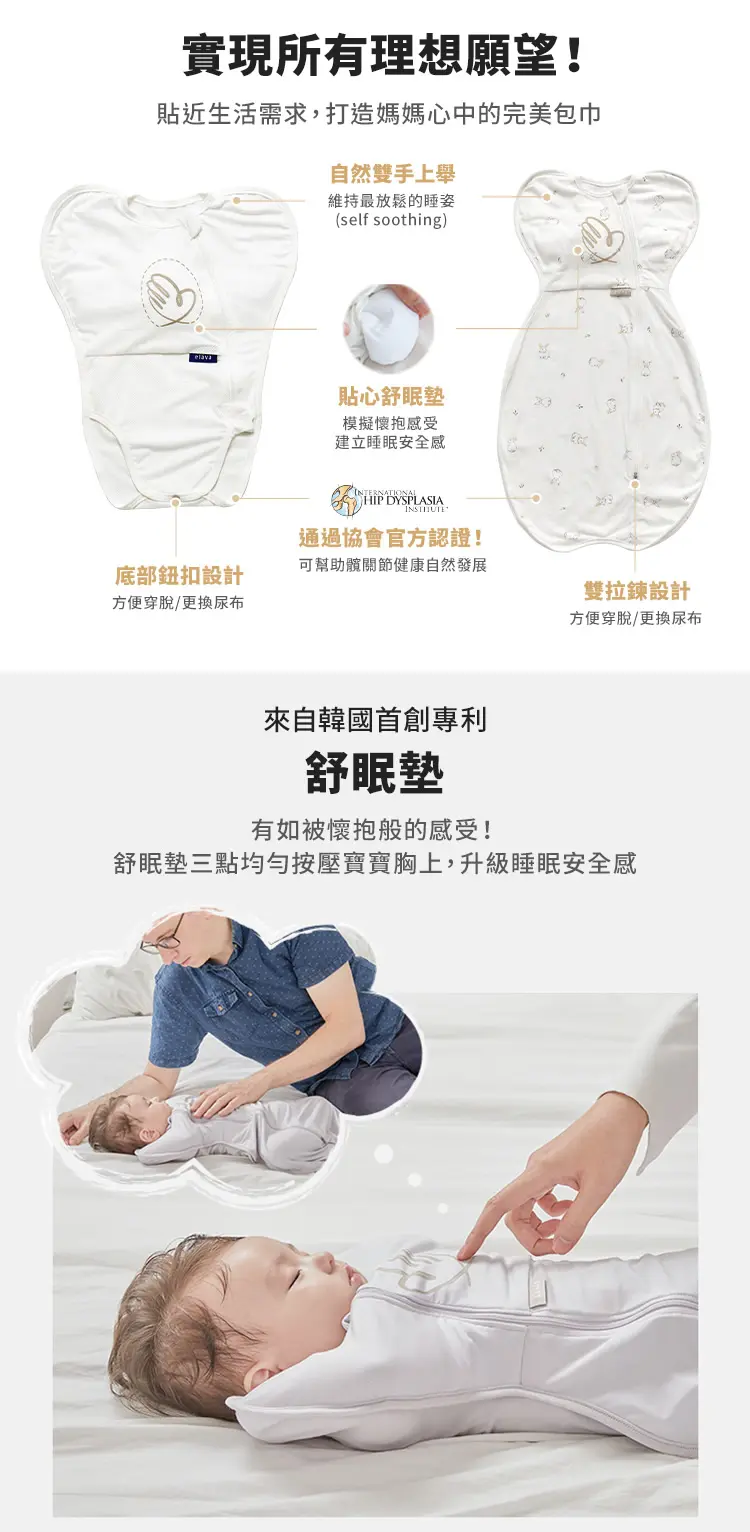 實現所有理想願望！
貼近生活需求，打造媽媽心中的完美包巾
自然雙手上舉
維持最放鬆的睡姿
(self soothing)
elava
貼心舒眠墊
模擬懷抱感受
建立睡眠安全感
INTERNATIONAL
HIP DYSPLASIA
INSTITUTE
通過協會官方認證！
可幫助髖關節健康自然發展
底部鈕扣設計
方便穿脫/更換尿布
雙拉鍊設計
方便穿脫/更換尿布
來自韓國首創專利
舒眠墊
有如被懷抱般的感受！
舒眠墊三點均勻按壓寶寶胸上，升級睡眠安全感